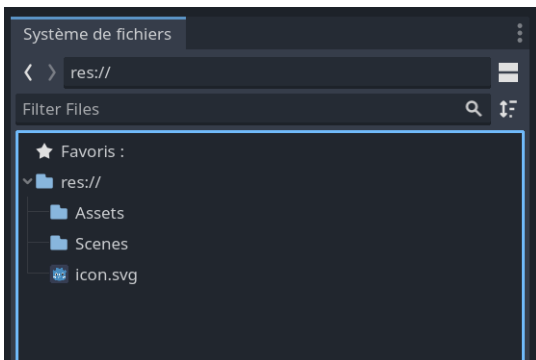 Système de fichiers
res://
Filter Files
Favoris :
res://
Assets
Scenes
icon.svg